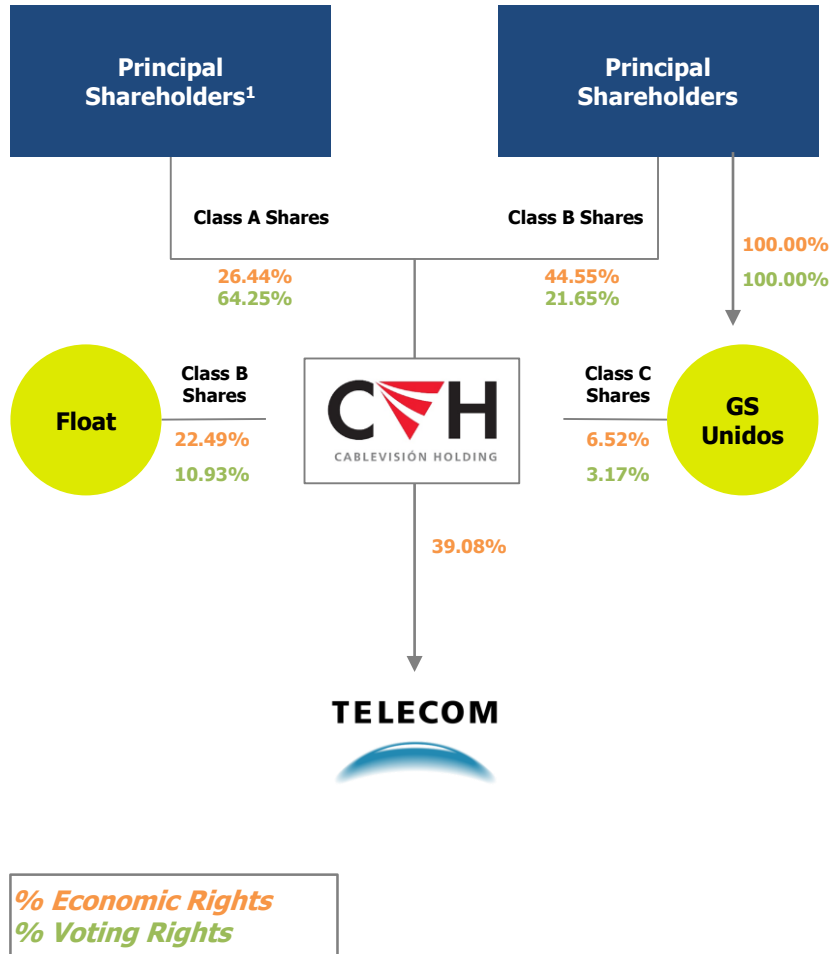 Principal
Shareholders¹
Principal
Shareholders
Class A Shares
Class B Shares
26.44%
64.25%
44.55%
21.65%
100.00%
100.00%
Float
Class B
Shares
22.49%
10.93%
CVH
CABLEVISIÓN HOLDING
Class C
Shares
6.52%
3.17%
GS
Unidos
39.08%
TELECOM
% Economic Rights
% Voting Rights